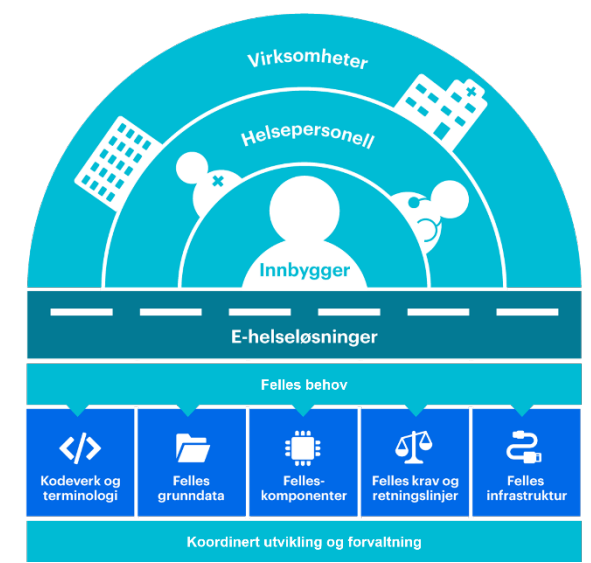 Virksomheter
Helsepersonell
Innbygger
E-helseløsninger
Felles behov
Kodeverk og
terminologi
Felles
grunndata
Felles-
komponenter
Felles krav og
retningslinjer
Felles
infrastruktur
Koordinert utvikling og forvaltning